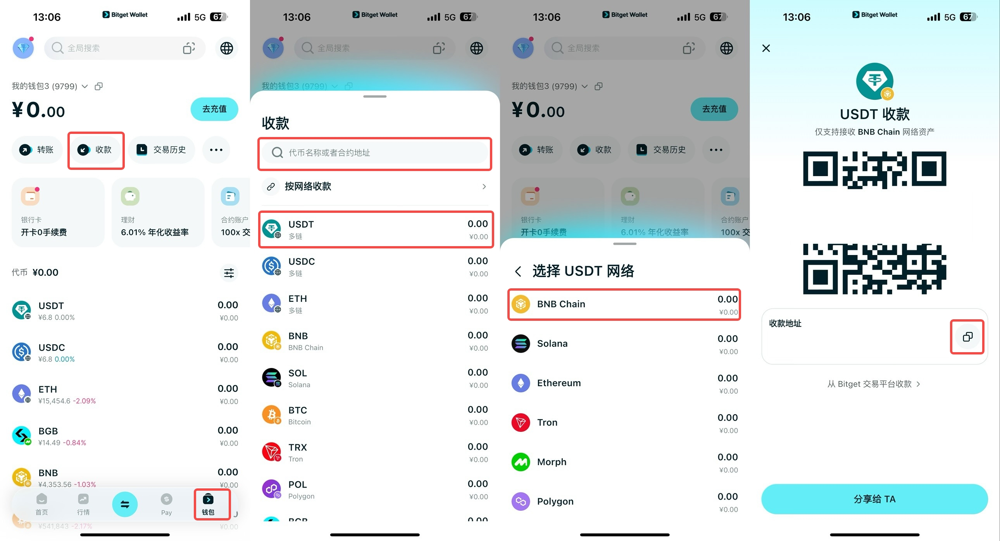 13:06
Bitget Wallet
5G
67
全局搜索
我的钱包3 (9799)
¥0.00
去充值
转账
收款
交易历史
银行卡
开卡0手续费
理财
6.01% 年化收益率
合约账户
100x 交
代币 ¥0.00
USDT
0.00
¥6.8 0.00%
¥0.00
USDC
0.00
¥6.8 0.00%
¥0.00
ETH
0.00
¥15,454.6 -2.09%
¥0.00
BGB
0.00
¥14.49 -0.84%
¥0.00
BNB
0.00
¥4,353.56 -1.03%
¥0.00
首页
行情
Pay
钱包
¥541,843 -2.17%
¥0.00
13:06
Bitget Wallet
5G
67
全局搜索
我的钱包3 (9799)
收款
代币名称或者合约地址
按网络收款
USDT
0.00
多链
¥0.00
USDC
0.00
多链
¥0.00
ETH
0.00
多链
¥0.00
BNB
0.00
BNB Chain
¥0.00
SOL
0.00
Solana
¥0.00
BTC
0.00
Bitcoin
¥0.00
TRX
0.00
Tron
¥0.00
POL
0.00
Polygon
¥0.00
BGB
0.00
13:06
Bitget Wallet
5G
67
全局搜索
我的钱包3 (9799)
¥0.00
去充值
转账
收款
交易历史
银行卡
开卡0手续费
理财
6.01% 年化收益率
合约账户
100x 交
选择 USDT 网络
BNB Chain
0.00
¥0.00
Solana
0.00
¥0.00
Ethereum
0.00
¥0.00
Tron
0.00
¥0.00
Morph
0.00
¥0.00
Polygon
0.00
¥0.00
13:06
Bitget Wallet
5G
67
USDT 收款
仅支持接收 BNB Chain 网络资产
收款地址
从 Bitget 交易平台收款
分享给 TA